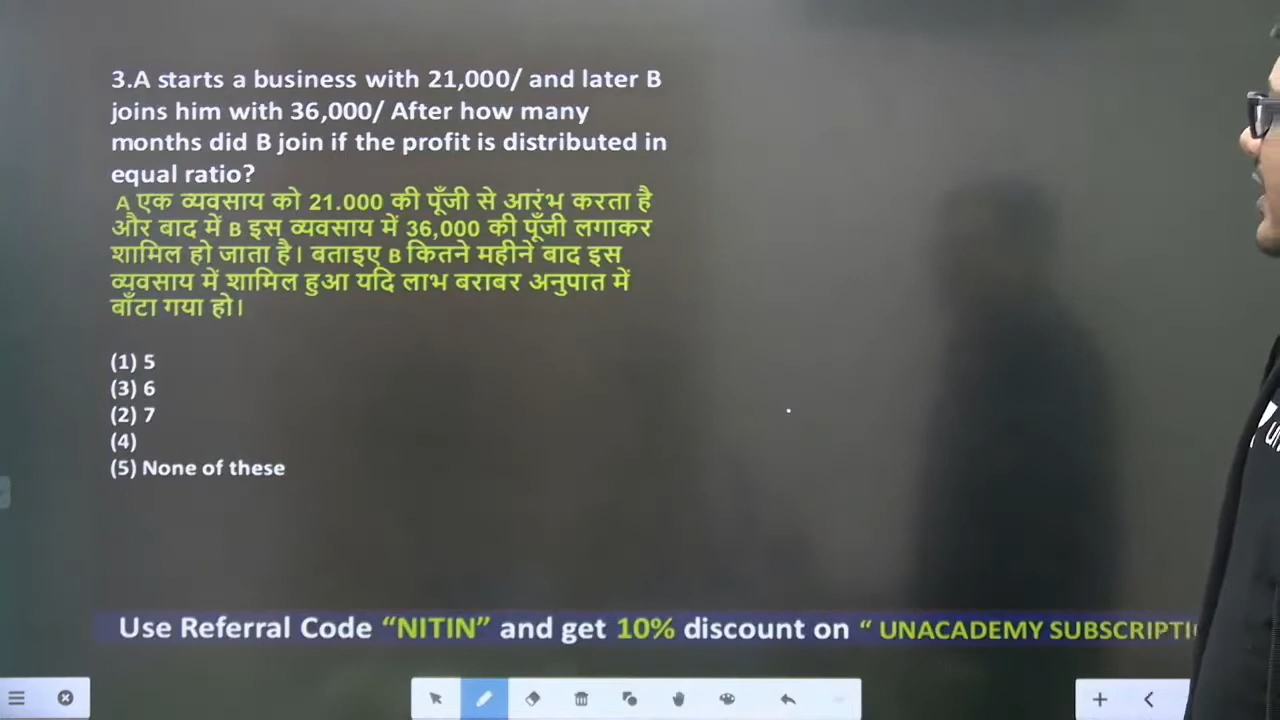 3.A starts a business with 21,000/ and later B
joins him with 36,000/ After how many
months did B join if the profit is distributed in
equal ratio?
A एक व्यवसाय को 21.000 की पूँजी से आरंभ करता है
और बाद में B इस व्यवसाय में 36,000 की पूँजी लगाकर
शामिल हो जाता है। बताइए B कितने महीने बाद इस
व्यवसाय में शामिल हुआ यदि लाभ बराबर अनुपात में
बाँटा गया हो।
(1) 5
(3) 6
(2) 7
(4)
(5) None of these
Use Referral Code “NITIN” and get 10% discount on “ UNACADEMY